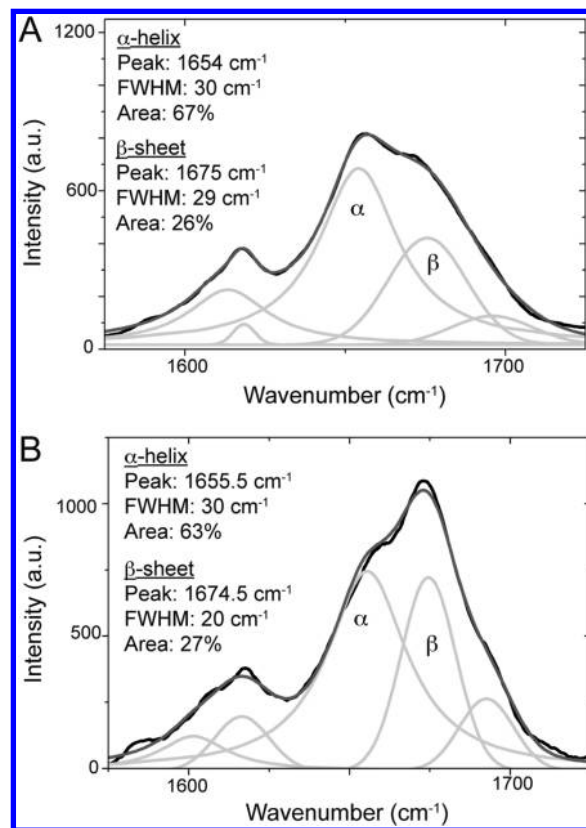 A
1200
α-helix
Peak: 1654 cm⁻¹
FWHM: 30 cm⁻¹
Area: 67%
β-sheet
Peak: 1675 cm⁻¹
FWHM: 29 cm⁻¹
Area: 26%
600
0
Intensity (a.u.)
α
β
1600
1700
Wavenumber (cm⁻¹)
B
α-helix
Peak: 1655.5 cm⁻¹
FWHM: 30 cm⁻¹
Area: 63%
β-sheet
Peak: 1674.5 cm⁻¹
FWHM: 20 cm⁻¹
Area: 27%
1000
500
0
Intensity (a.u.)
α
β
1600
1700
Wavenumber (cm⁻¹)